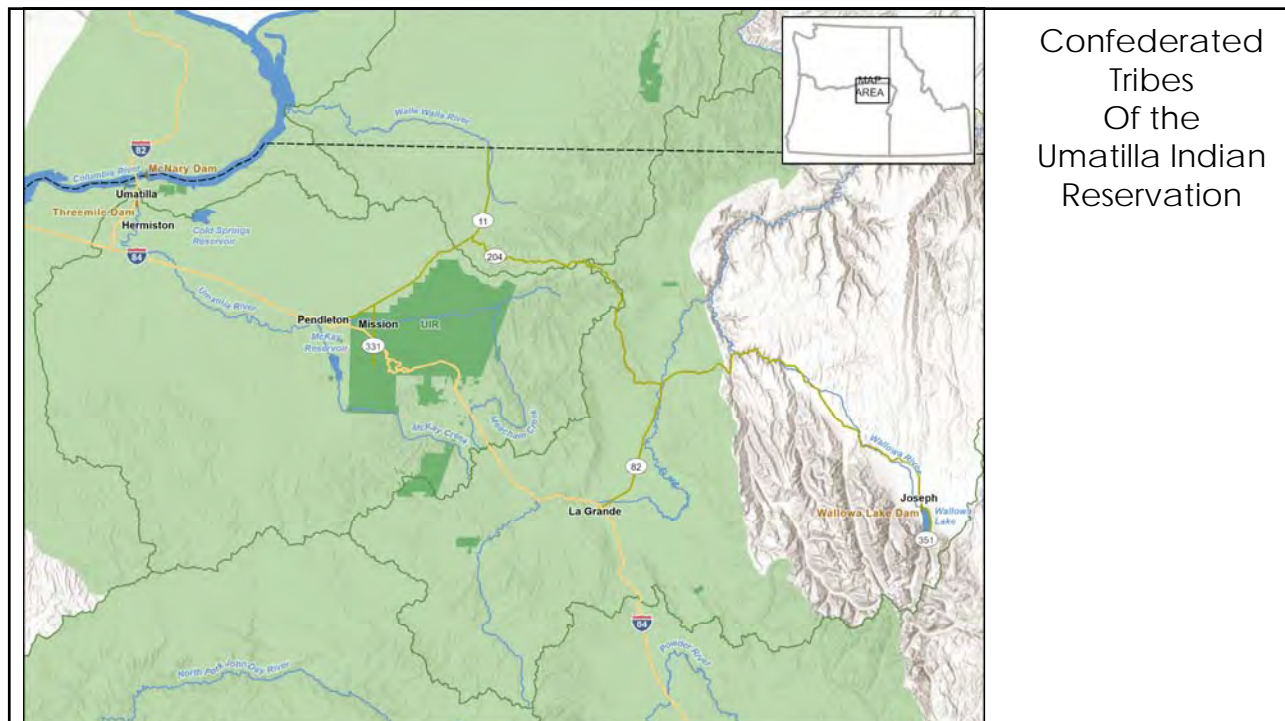 MAP
AREA
Walla Walla River
82
Columbia River
McNary Dam
Umatilla
Threemile Dam
Hermiston
Cold Springs
Reservoir
84
11
204
Umatilla River
Pendleton
Mission
UIR
McKay
Reservoir
331
Meacham Creek
McKay Creek
82
Wallowa River
La Grande
Joseph
Wallowa Lake Dam
Wallowa
Lake
351
84
Powder River
North Fork John Day River
Confederated
Tribes
Of the
Umatilla Indian
Reservation